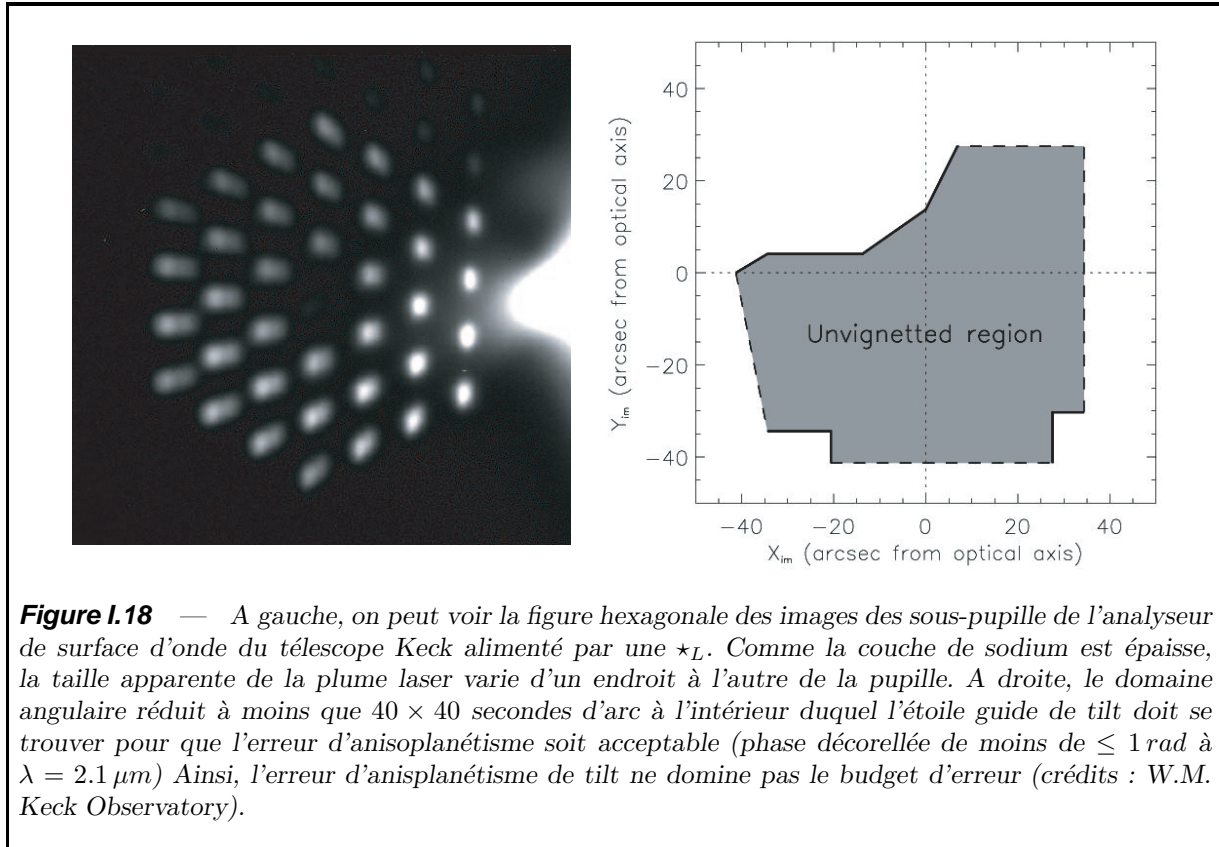 40
20
0
−20
−40
Y_im (arcsec from optical axis)
Unvignetted region
−40 −20 0 20 40
X_im (arcsec from optical axis)
Figure I.18 — A gauche, on peut voir la figure hexagonale des images des sous-pupille de l'analyseur
de surface d'onde du télescope Keck alimenté par une ⋆_L. Comme la couche de sodium est épaisse,
la taille apparente de la plume laser varie d'un endroit à l'autre de la pupille. A droite, le domaine
angulaire réduit à moins que 40 × 40 secondes d'arc à l'intérieur duquel l'étoile guide de tilt doit se
trouver pour que l'erreur d'anisoplanétisme soit acceptable (phase décorellée de moins de ≤ 1 rad à
λ = 2.1 μm) Ainsi, l'erreur d'anisplanétisme de tilt ne domine pas le budget d'erreur (crédits : W.M.
Keck Observatory).